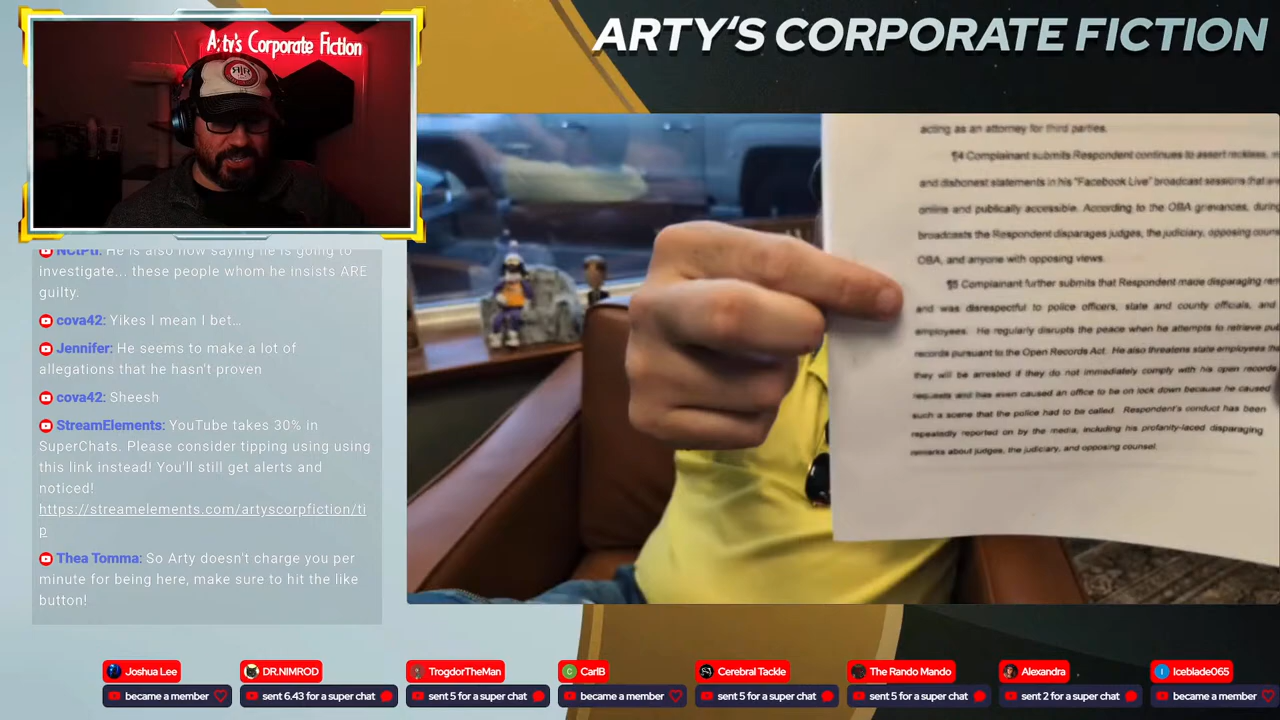 ARTY'S CORPORATE FICTION
Arty's Corporate Fiction
NCtPtl: He is also now saying he is going to
investigate... these people whom he insists ARE
guilty.
cova42: Yikes I mean I bet…
Jennifer: He seems to make a lot of
allegations that he hasn't proven
cova42: Sheesh
StreamElements: YouTube takes 30% in
SuperChats. Please consider tipping using using
this link instead! You'll still get alerts and
noticed!
https://streamelements.com/artyscorpfiction/ti
p
Thea Tomma: So Arty doesn't charge you per
minute for being here, make sure to hit the like
button!
acting as an attorney for third parties.
¶4 Complainant submits Respondent continues to assert reckless,
and dishonest statements in his "Facebook Live" broadcast sessions that
online and publically accessible. According to the OBA grievances, during
broadcasts the Respondent disparages judges, the judiciary, opposing
OBA, and anyone with opposing views.
¶5 Complainant further submits that Respondent made disparaging
and was disrespectful to police officers, state and county officials, and
employees. He regularly disrupts the peace when he attempts to retrieve
records pursuant to the Open Records Act. He also threatens state employees
they will be arrested if they do not immediately comply with his open records
requests and has even caused an office to be on lock down because he caused
such a scene that the police had to be called. Respondent's conduct has been
repeatedly reported on by the media, including his profanity-laced disparaging
remarks about judges, the judiciary, and opposing counsel.
Joshua Lee
became a member
DR.NIMROD
sent 6.43 for a super chat
TrogdorTheMan
sent 5 for a super chat
CarlB
became a member
Cerebral Tackle
sent 5 for a super chat
The Rando Mando
sent 5 for a super chat
Alexandra
sent 2 for a super chat
Iceblade065
became a member